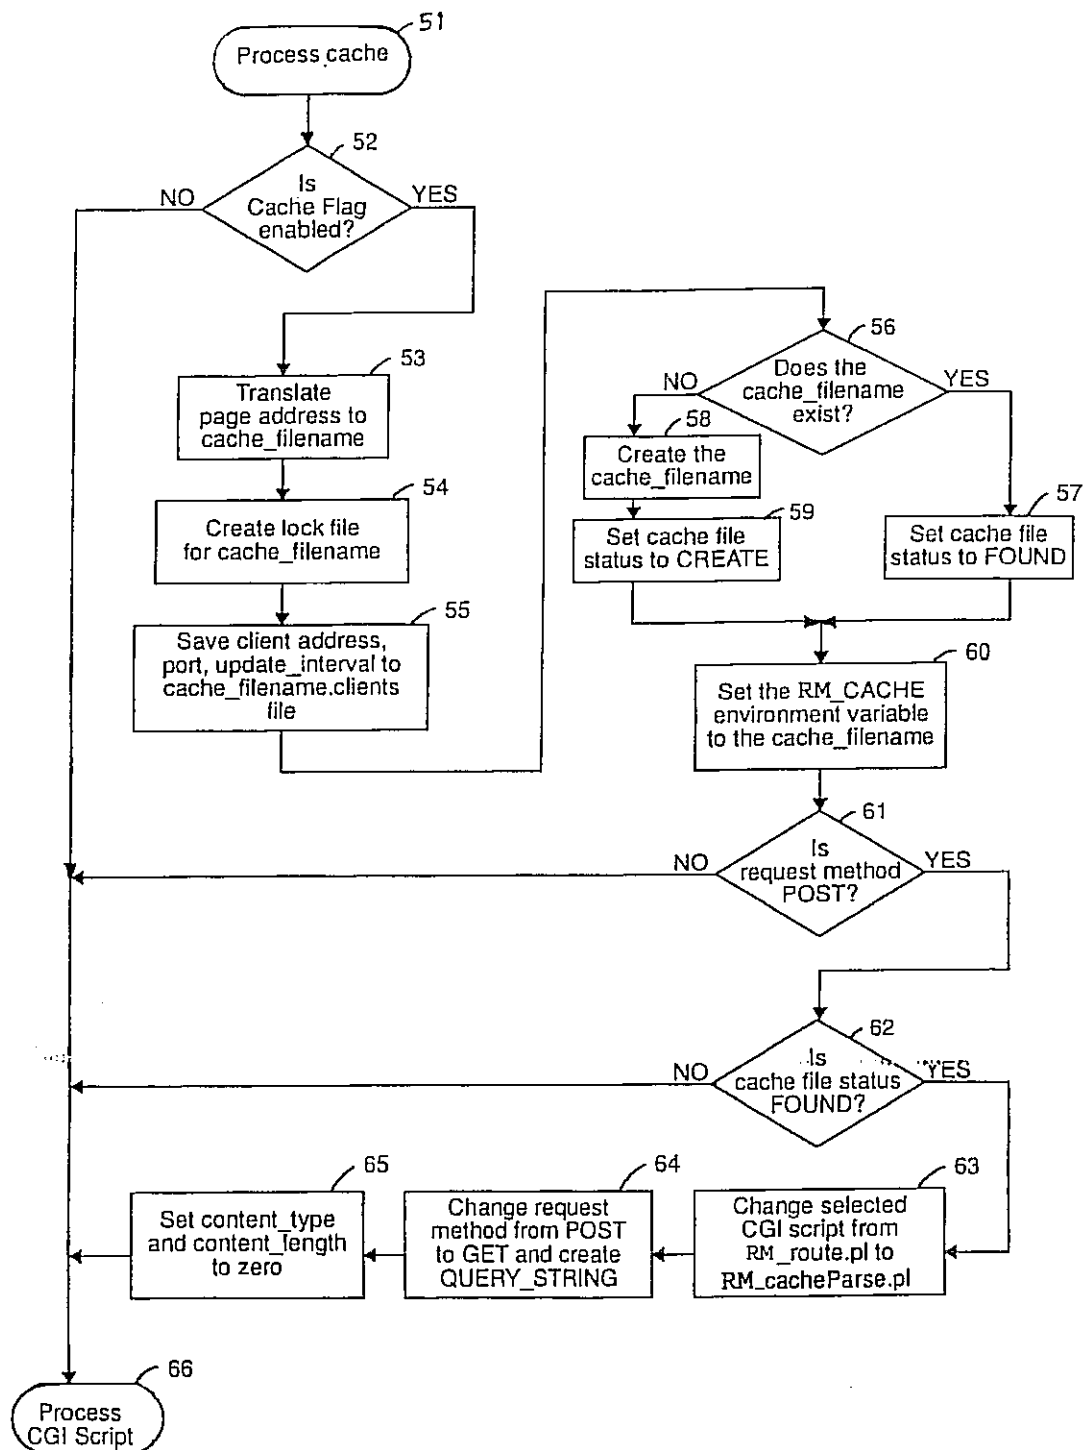 51
Process cache
52
Is
Cache Flag
enabled?
NO
YES
53
Translate
page address to
cache_filename
54
Create lock file
for cache_filename
55
Save client address,
port, update_interval to
cache_filename.clients
file
56
Does the
cache_filename
exist?
NO
YES
58
Create the
cache_filename
59
Set cache file
status to CREATE
57
Set cache file
status to FOUND
60
Set the RM_CACHE
environment variable
to the cache_filename
61
Is
request method
POST?
NO
YES
62
Is
cache file status
FOUND?
NO
YES
63
Change selected
CGI script from
RM_route.pl to
RM_cacheParse.pl
64
Change request
method from POST
to GET and create
QUERY_STRING
65
Set content_type
and content_length
to zero
66
Process
CGI Script